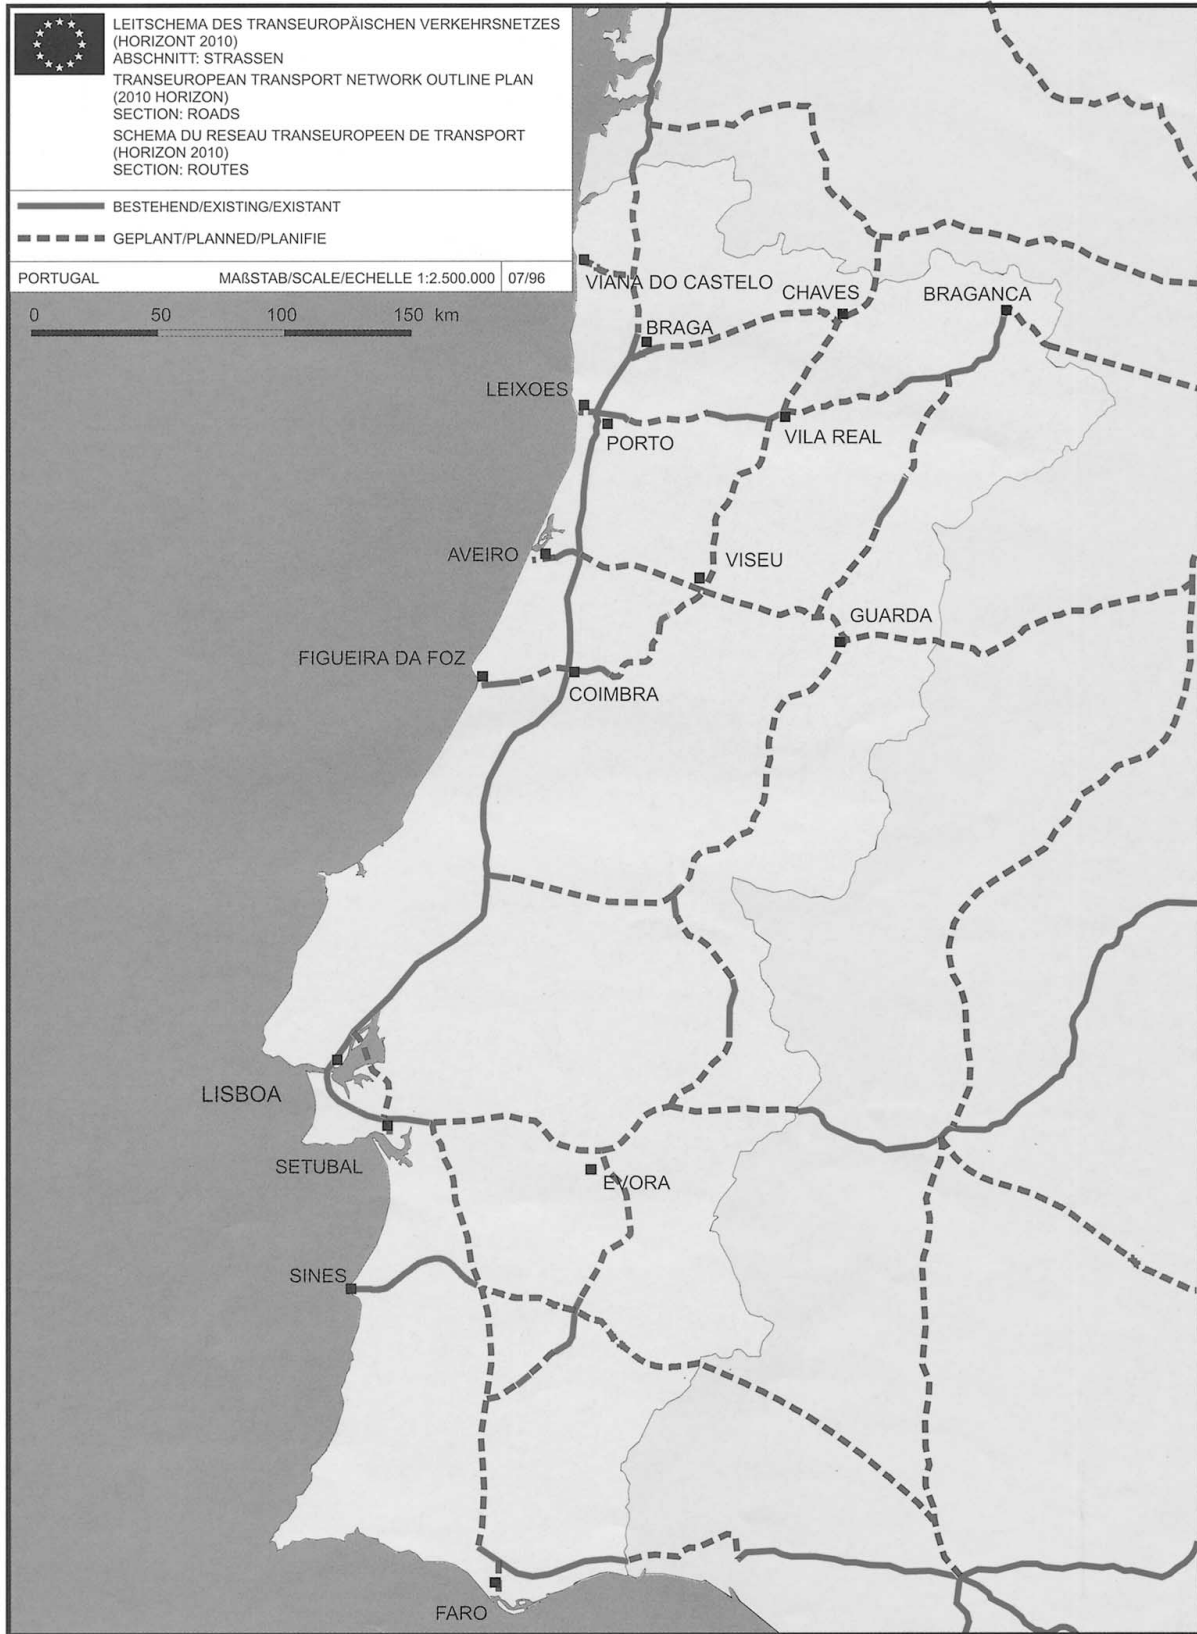 LEITSCHEMA DES TRANSEUROPÄISCHEN VERKEHRSNETZES
(HORIZONT 2010)
ABSCHNITT: STRASSEN
TRANSEUROPEAN TRANSPORT NETWORK OUTLINE PLAN
(2010 HORIZON)
SECTION: ROADS
SCHEMA DU RESEAU TRANSEUROPEEN DE TRANSPORT
(HORIZON 2010)
SECTION: ROUTES
BESTEHEND/EXISTING/EXISTANT
GEPLANT/PLANNED/PLANIFIE
PORTUGAL MAßSTAB/SCALE/ECHELLE 1:2.500.000 07/96
0 50 100 150 km
VIANA DO CASTELO
CHAVES
BRAGANCA
BRAGA
LEIXOES
PORTO
VILA REAL
AVEIRO
VISEU
GUARDA
FIGUEIRA DA FOZ
COIMBRA
LISBOA
SETUBAL
EVORA
SINES
FARO